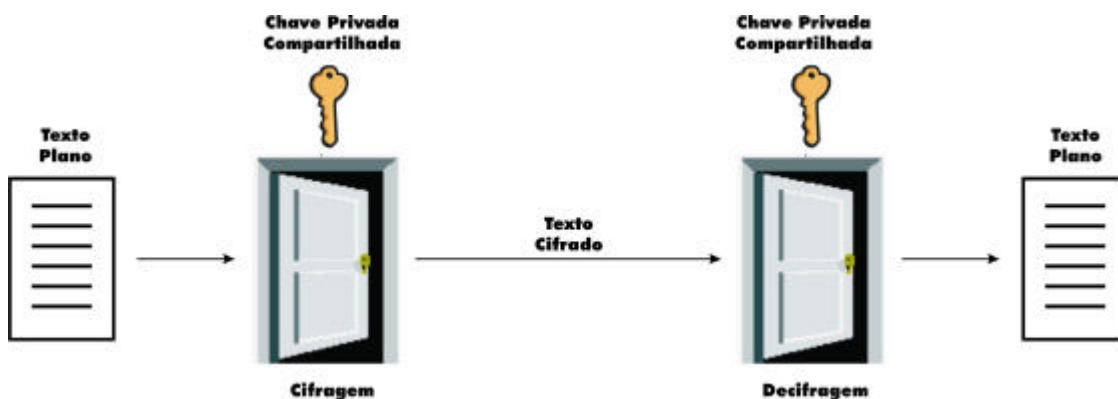 Chave Privada
Compartilhada
Chave Privada
Compartilhada
Texto
Plano
Texto
Plano
Texto
Cifrado
Cifragem
Decifragem